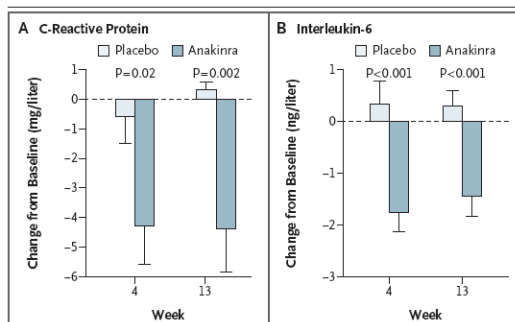 A C-Reactive Protein
Placebo Anakinra
P=0.02 P=0.002
Change from Baseline (mg/liter)
1
0
−1
−2
−3
−4
−5
−6
4 13
Week
B Interleukin-6
Placebo Anakinra
P<0.001 P<0.001
Change from Baseline (ng/liter)
1
0
−1
−2
−3
4 13
Week